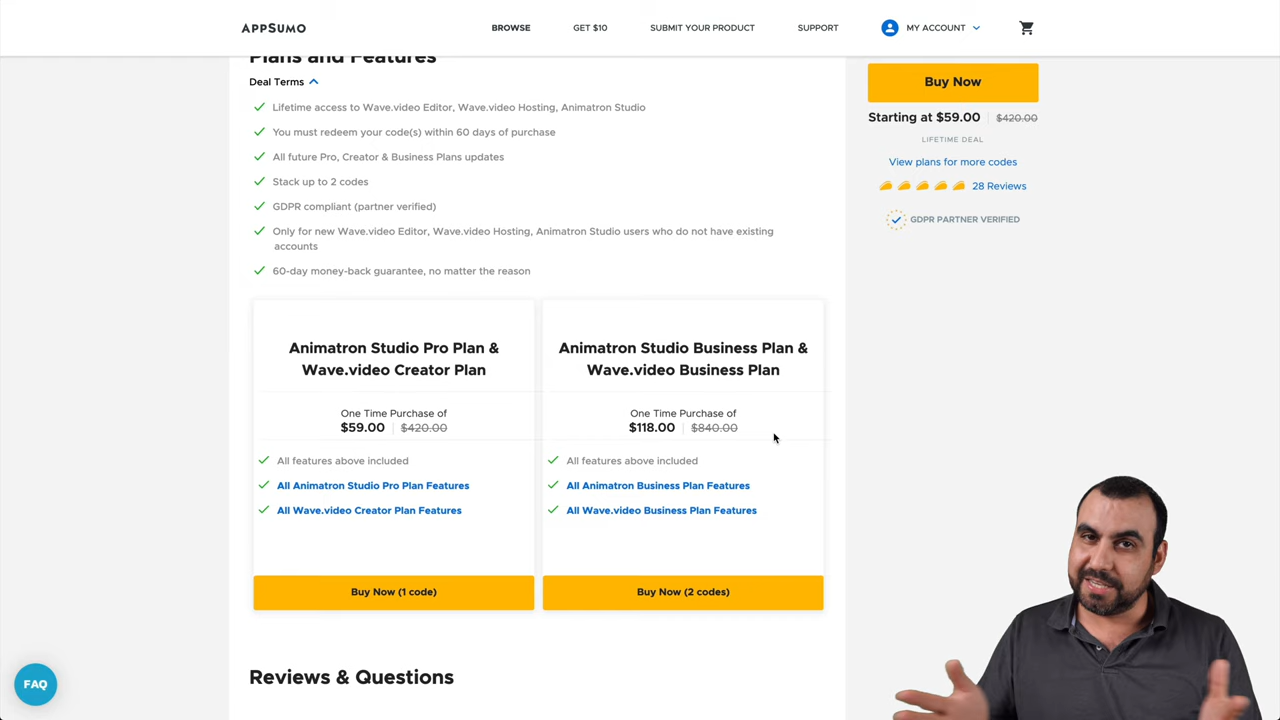 APPSUMO
BROWSE
GET $10
SUBMIT YOUR PRODUCT
SUPPORT
MY ACCOUNT
Plans and Features
Deal Terms
Lifetime access to Wave.video Editor, Wave.video Hosting, Animatron Studio
You must redeem your code(s) within 60 days of purchase
All future Pro, Creator & Business Plans updates
Stack up to 2 codes
GDPR compliant (partner verified)
Only for new Wave.video Editor, Wave.video Hosting, Animatron Studio users who do not have existing
accounts
60-day money-back guarantee, no matter the reason
Animatron Studio Pro Plan &
Wave.video Creator Plan
One Time Purchase of
$59.00 $420.00
All features above included
All Animatron Studio Pro Plan Features
All Wave.video Creator Plan Features
Buy Now (1 code)
Animatron Studio Business Plan &
Wave.video Business Plan
One Time Purchase of
$118.00 $840.00
All features above included
All Animatron Business Plan Features
All Wave.video Business Plan Features
Buy Now (2 codes)
Buy Now
Starting at $59.00 $420.00
LIFETIME DEAL
View plans for more codes
28 Reviews
GDPR PARTNER VERIFIED
Reviews & Questions
FAQ